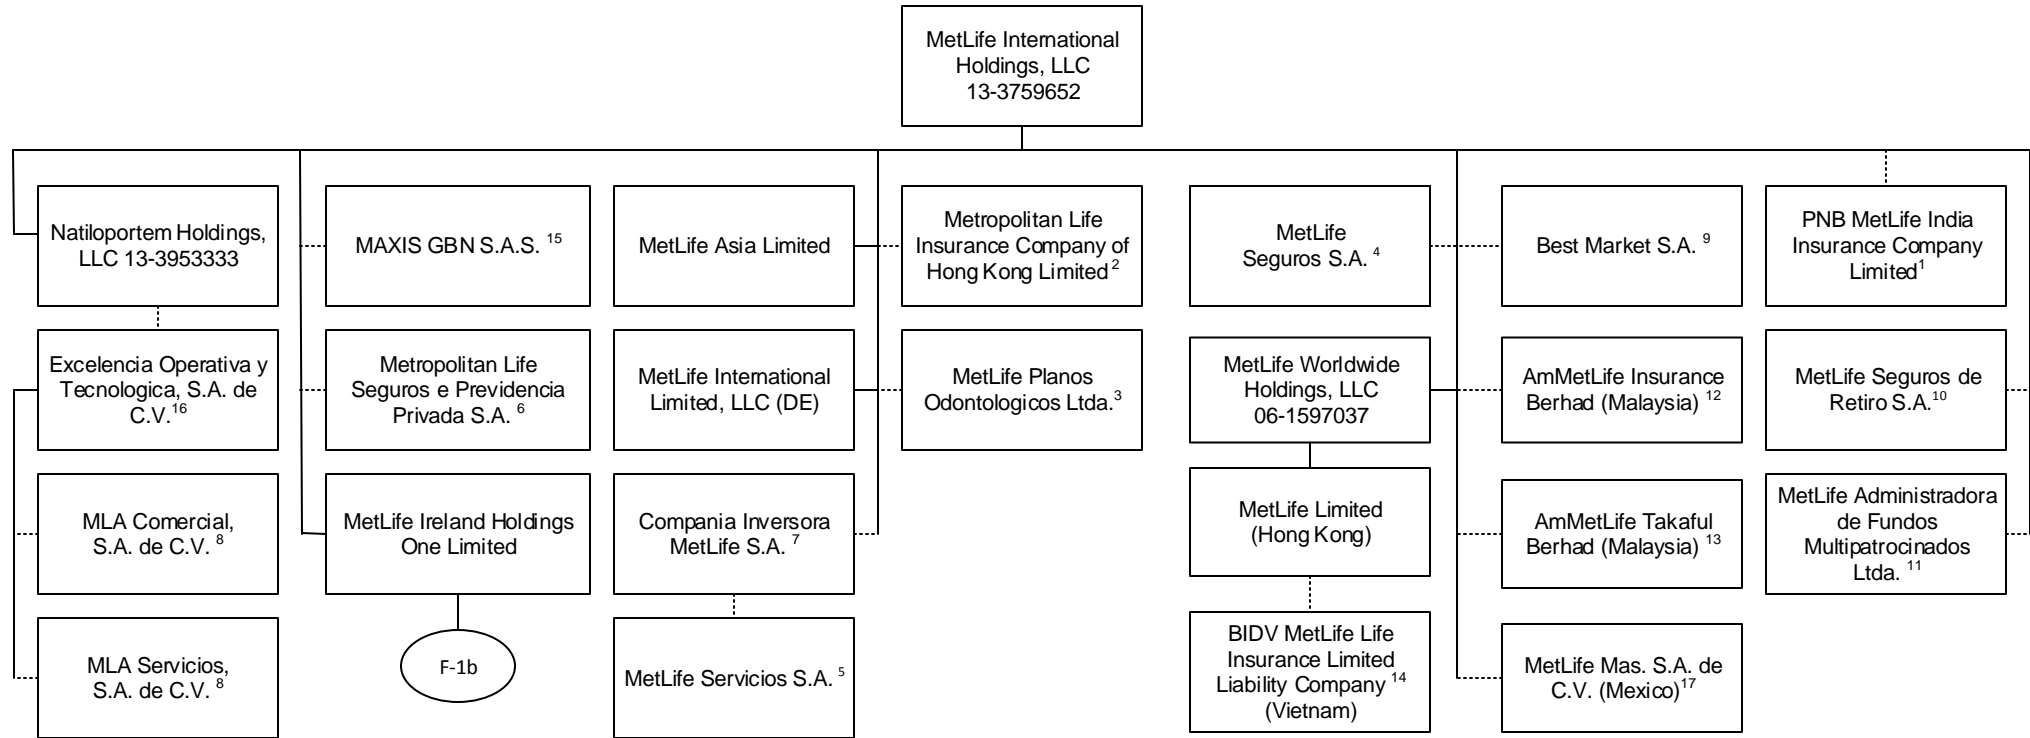 MetLife International
Holdings, LLC
13-3759652
Natiloportem Holdings,
LLC 13-3953333
MAXIS GBN S.A.S. 15
MetLife Asia Limited
Metropolitan Life
Insurance Company of
Hong Kong Limited 2
MetLife
Seguros S.A. 4
Best Market S.A. 9
PNB MetLife India
Insurance Company
Limited1
Excelencia Operativa y
Tecnologica, S.A. de
C.V.16
Metropolitan Life
Seguros e Previdencia
Privada S.A. 6
MetLife International
Limited, LLC (DE)
MetLife Planos
Odontologicos Ltda.3
MetLife Worldwide
Holdings, LLC
06-1597037
AmMetLife Insurance
Berhad (Malaysia) 12
MetLife Seguros de
Retiro S.A.10
MLA Comercial,
S.A. de C.V. 8
MetLife Ireland Holdings
One Limited
Compania Inversora
MetLife S.A. 7
MetLife Limited
(Hong Kong)
AmMetLife Takaful
Berhad (Malaysia) 13
MetLife Administradora
de Fundos
Multipatrocinados
Ltda. 11
MLA Servicios,
S.A. de C.V. 8
F-1b
MetLife Servicios S.A. 5
BIDV MetLife Life
Insurance Limited
Liability Company 14
(Vietnam)
MetLife Mas. S.A. de
C.V. (Mexico)17